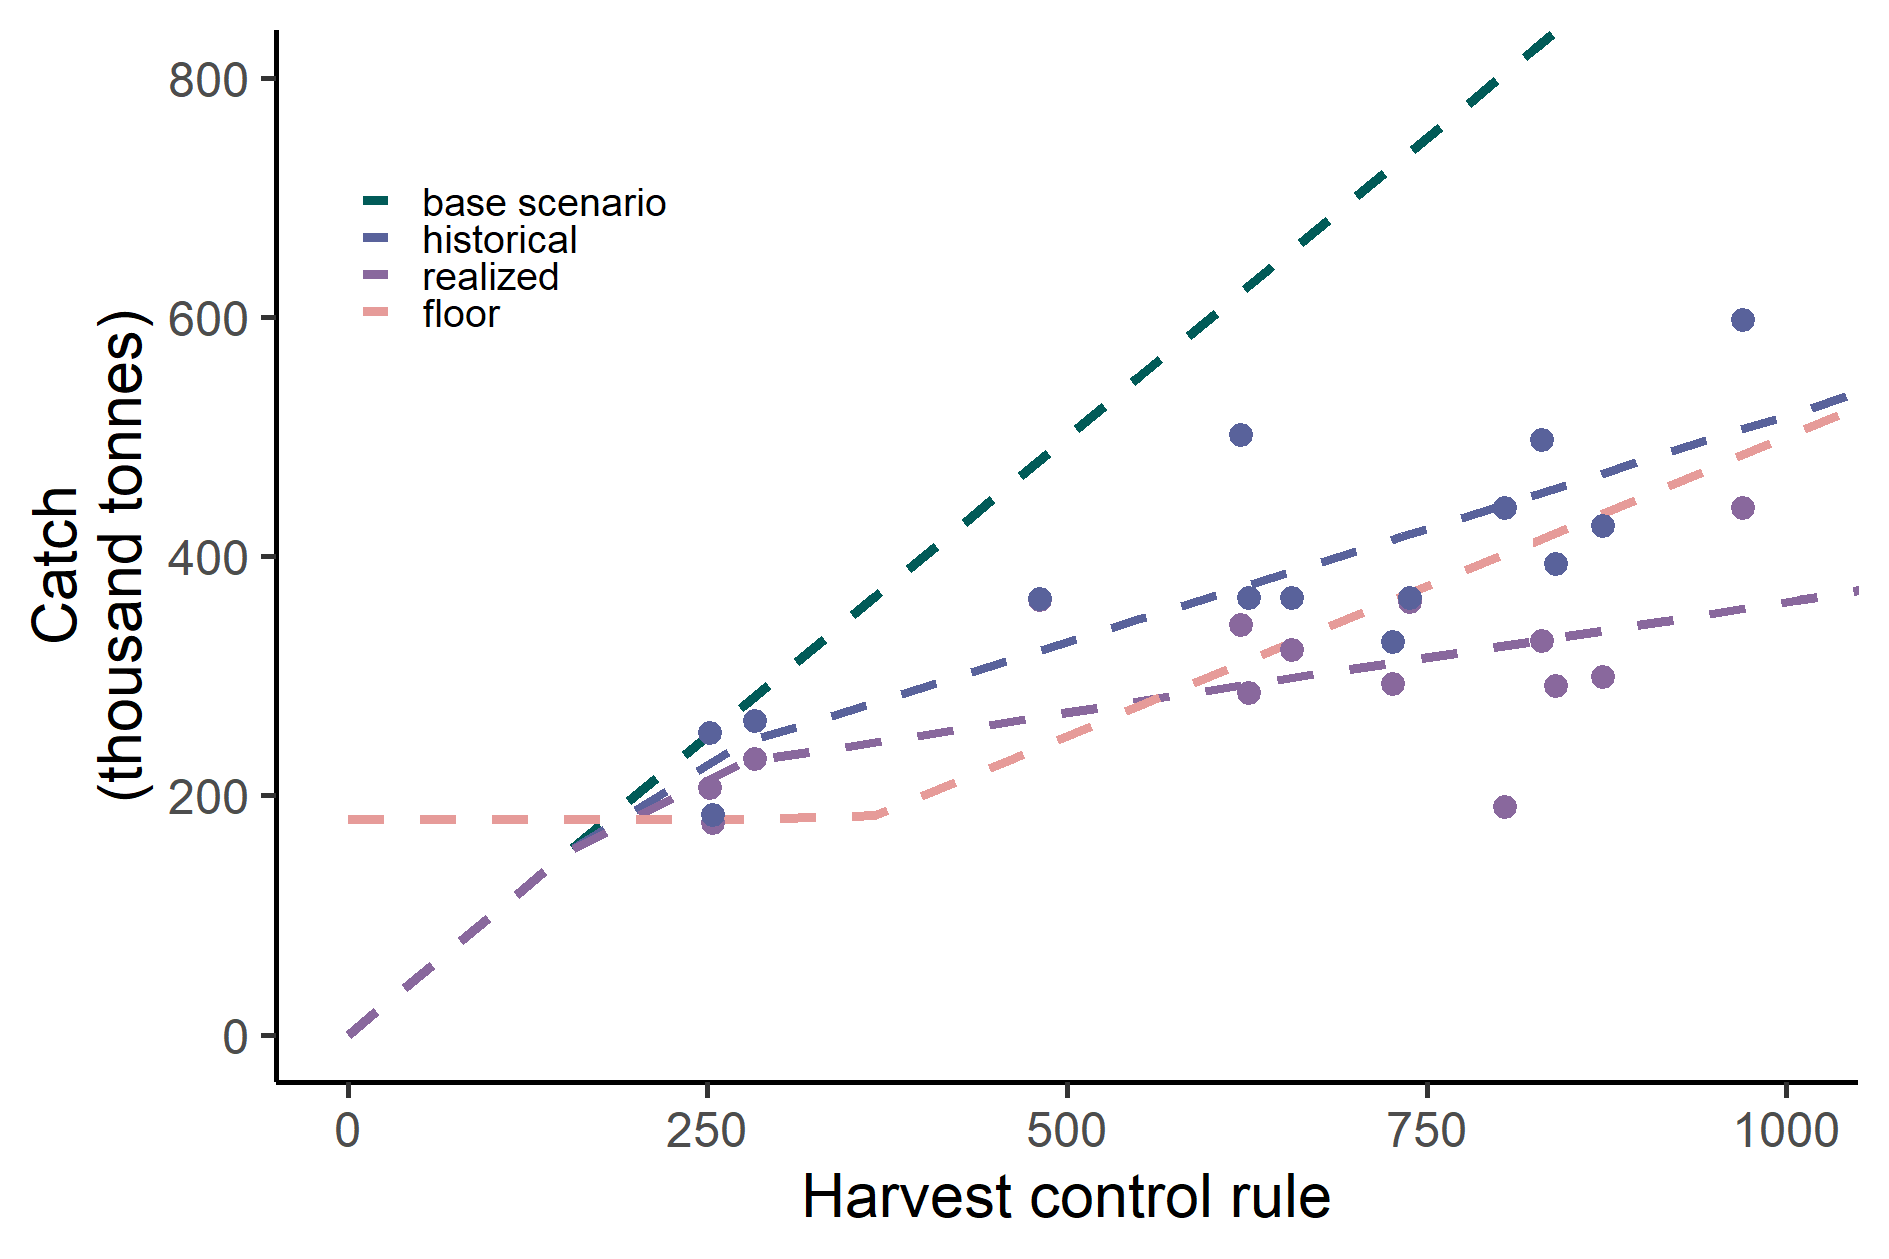 800
600
400
200
0
Catch
(thousand tonnes)
base scenario
historical
realized
floor
0 250 500 750 1000
Harvest control rule